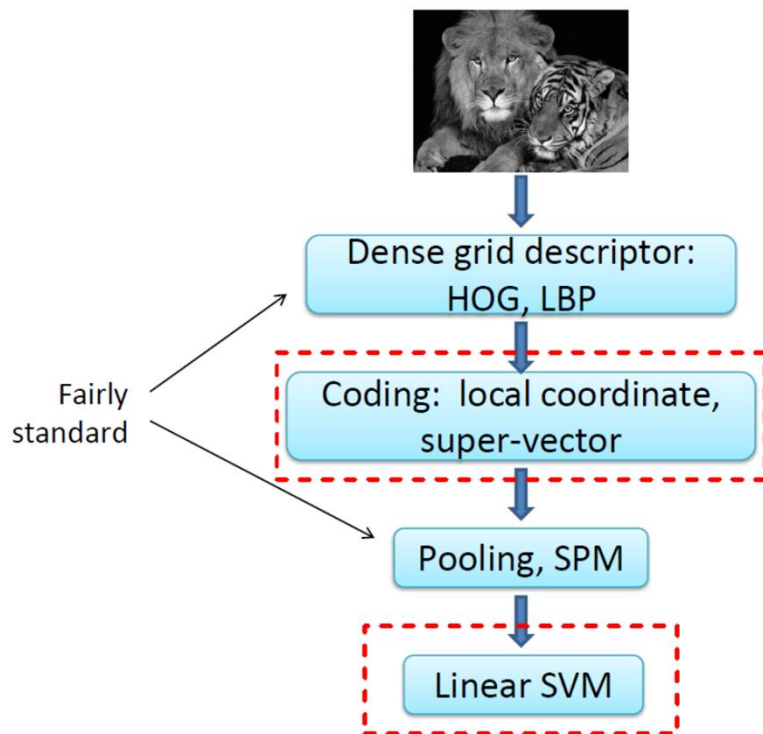 Dense grid descriptor:
HOG, LBP
Coding: local coordinate,
super-vector
Fairly
standard
Pooling, SPM
Linear SVM